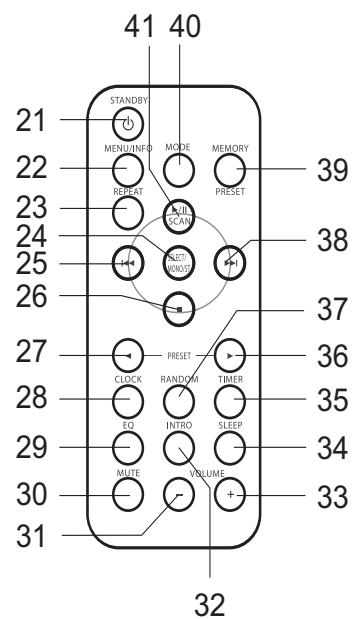 41 40
STANDBY
21
MENU/INFO MODE MEMORY
22 39
REPEAT PRESET
23 ►/II
SCAN
24 SELECT/
MONO/ST
38
25 I◄◄ ►►I
26 ■
37
27 ◄ PRESET ► 36
CLOCK RANDOM TIMER
28 35
EQ INTRO SLEEP
29 34
MUTE VOLUME
30 − + 33
31
32